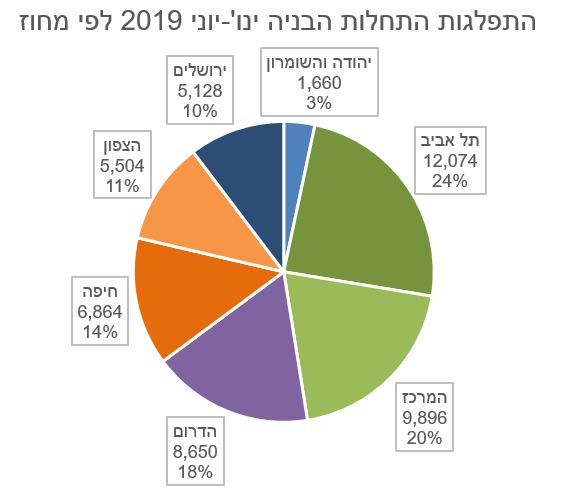 התפלגות התחלות הבניה ינו'-יוני 2019 לפי מחוז
יהודה והשומרון
1,660
3%
תל אביב
12,074
24%
המרכז
9,896
20%
הדרום
8,650
18%
חיפה
6,864
14%
הצפון
5,504
11%
ירושלים
5,128
10%